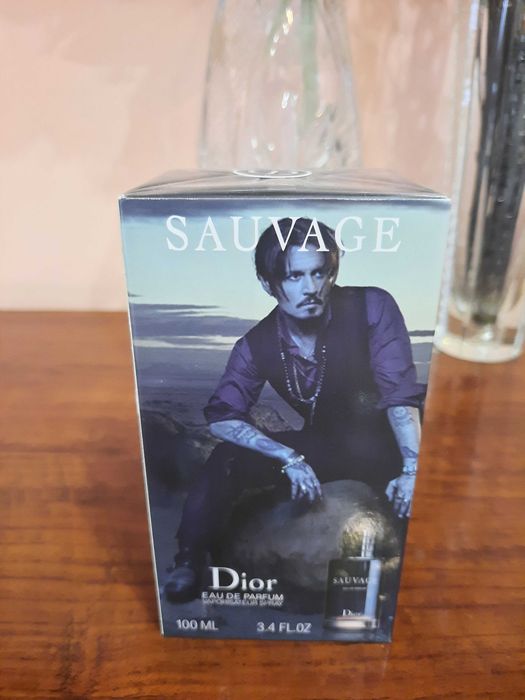 SAUVAGE
SAUVAGE
Dior
Dior
EAU DE PARFUM
VAPORISATEUR SPRAY
100 ML 3.4 FL.OZ